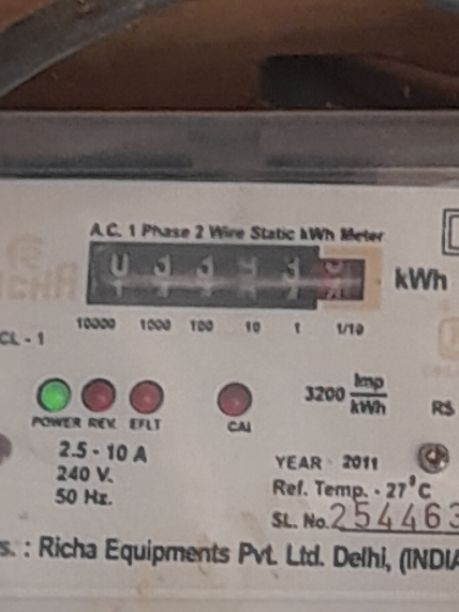 A.C. 1 Phase 2 Wire Static kWh Meter
kWh
10000 1000 100 10 1 1/10
CL - 1
3200 Imp/kWh
POWER REV. EFLT CAL
RS
2.5 - 10 A
240 V.
50 Hz.
YEAR - 2011
Ref. Temp. - 27°C
SL. No. 254463
s. : Richa Equipments Pvt. Ltd. Delhi, (INDIA